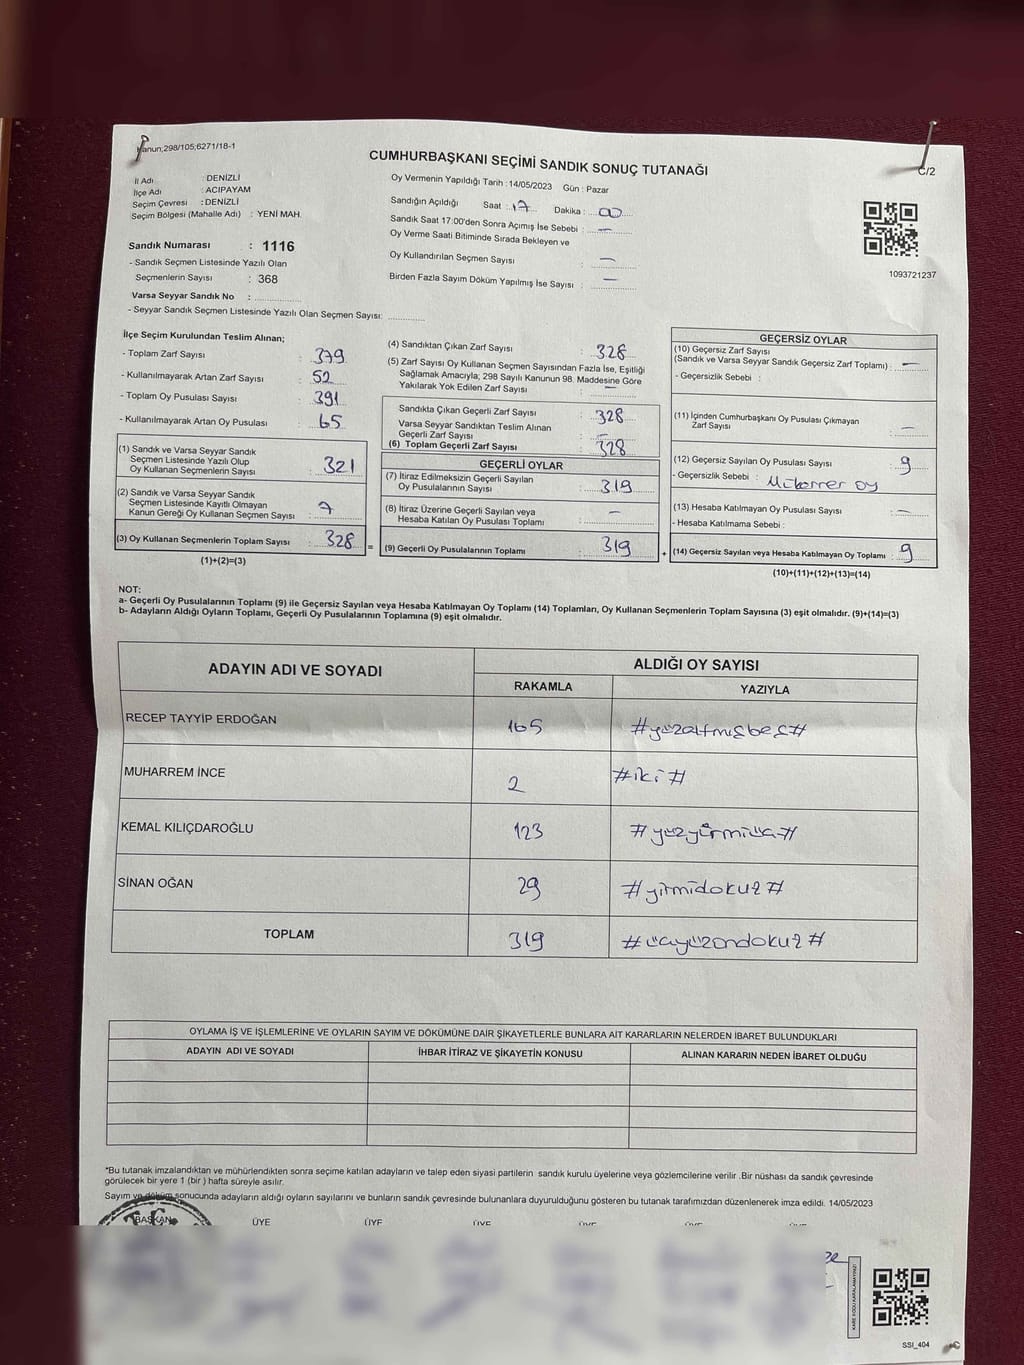 Kanun;298/105;6271/18-1
CUMHURBAŞKANI SEÇİMİ SANDIK SONUÇ TUTANAĞI
C/2
İl Adı : DENİZLİ
İlçe Adı : ACIPAYAM
Seçim Çevresi : DENİZLİ
Seçim Bölgesi (Mahalle Adı) : YENİ MAH.
Sandık Numarası : 1116
- Sandık Seçmen Listesinde Yazılı Olan
Seçmenlerin Sayısı : 368
Varsa Seyyar Sandık No :
- Seyyar Sandık Seçmen Listesinde Yazılı Olan Seçmen Sayısı:
Oy Vermenin Yapıldığı Tarih : 14/05/2023 Gün : Pazar
Sandığın Açıldığı Saat : 17 Dakika : 00
Sandık Saat 17:00'den Sonra Açımış İse Sebebi : —
Oy Verme Saati Bitiminde Sırada Bekleyen ve
Oy Kullandırılan Seçmen Sayısı : —
Birden Fazla Sayım Döküm Yapılmış İse Sayısı : —
1093721237
İlçe Seçim Kurulundan Teslim Alınan;
- Toplam Zarf Sayısı : 379
- Kullanılmayarak Artan Zarf Sayısı : 52
- Toplam Oy Pusulası Sayısı : 391
- Kullanılmayarak Artan Oy Pusulası : 65
(1) Sandık ve Varsa Seyyar Sandık
Seçmen Listesinde Yazılı Olup
Oy Kullanan Seçmenlerin Sayısı : 321
(2) Sandık ve Varsa Seyyar Sandık
Seçmen Listesinde Kayıtlı Olmayan
Kanun Gereği Oy Kullanan Seçmen Sayısı : 7
(3) Oy Kullanan Seçmenlerin Toplam Sayısı : 328 =
(1)+(2)=(3)
(4) Sandıktan Çıkan Zarf Sayısı : 328
(5) Zarf Sayısı Oy Kullanan Seçmen Sayısından Fazla İse, Eşitliği
Sağlamak Amacıyla; 298 Sayılı Kanunun 98. Maddesine Göre
Yakılarak Yok Edilen Zarf Sayısı : —
Sandıkta Çıkan Geçerli Zarf Sayısı : 328
Varsa Seyyar Sandıktan Teslim Alınan
Geçerli Zarf Sayısı : —
(6) Toplam Geçerli Zarf Sayısı : 328
GEÇERLİ OYLAR
(7) İtiraz Edilmeksizin Geçerli Sayılan
Oy Pusulalarının Sayısı : 319
(8) İtiraz Üzerine Geçerli Sayılan veya
Hesaba Katılan Oy Pusulası Toplamı : —
(9) Geçerli Oy Pusulalarının Toplamı : 319 +
GEÇERSİZ OYLAR
(10) Geçersiz Zarf Sayısı
(Sandık ve Varsa Seyyar Sandık Geçersiz Zarf Toplamı) : —
- Geçersizlik Sebebi :
(11) İçinden Cumhurbaşkanı Oy Pusulası Çıkmayan
Zarf Sayısı : —
(12) Geçersiz Sayılan Oy Pusulası Sayısı : 9
- Geçersizlik Sebebi : Mükerrer oy
(13) Hesaba Katılmayan Oy Pusulası Sayısı : —
- Hesaba Katılmama Sebebi :
(14) Geçersiz Sayılan veya Hesaba Katılmayan Oy Toplamı : 9
(10)+(11)+(12)+(13)=(14)
NOT:
a- Geçerli Oy Pusulalarının Toplamı (9) ile Geçersiz Sayılan veya Hesaba Katılmayan Oy Toplamı (14) Toplamları, Oy Kullanan Seçmenlerin Toplam Sayısına (3) eşit olmalıdır. (9)+(14)=(3)
b- Adayların Aldığı Oyların Toplamı, Geçerli Oy Pusulalarının Toplamına (9) eşit olmalıdır.
ADAYIN ADI VE SOYADI ALDIĞI OY SAYISI
RAKAMLA YAZIYLA
RECEP TAYYİP ERDOĞAN 165 #yüzaltmışbeş#
MUHARREM İNCE 2 #iki#
KEMAL KILIÇDAROĞLU 123 #yüzyirmiüç#
SİNAN OĞAN 29 #yirmidokuz#
TOPLAM 319 #üçyüzondokuz#
OYLAMA İŞ VE İŞLEMLERİNE VE OYLARIN SAYIM VE DÖKÜMÜNE DAİR ŞİKAYETLERLE BUNLARA AİT KARARLARIN NELERDEN İBARET BULUNDUKLARI
ADAYIN ADI VE SOYADI İHBAR İTİRAZ VE ŞİKAYETİN KONUSU ALINAN KARARIN NEDEN İBARET OLDUĞU
*Bu tutanak imzalandıktan ve mühürlendikten sonra seçime katılan adayların ve talep eden siyasi partilerin sandık kurulu üyelerine veya gözlemcilerine verilir .Bir nüshası da sandık çevresinde
görülecek bir yere 1 (bir ) hafta süreyle asılır.
Sayım ve döküm sonucunda adayların aldığı oyların sayılarını ve bunların sandık çevresinde bulunanlara duyurulduğunu gösteren bu tutanak tarafımızdan düzenlenerek imza edildi. 14/05/2023
BAŞKAN ÜYE ÜYE ÜYE ÜYE ÜYE ÜYE
KARE KODU KARALAMAYINIZ!
SSI_404